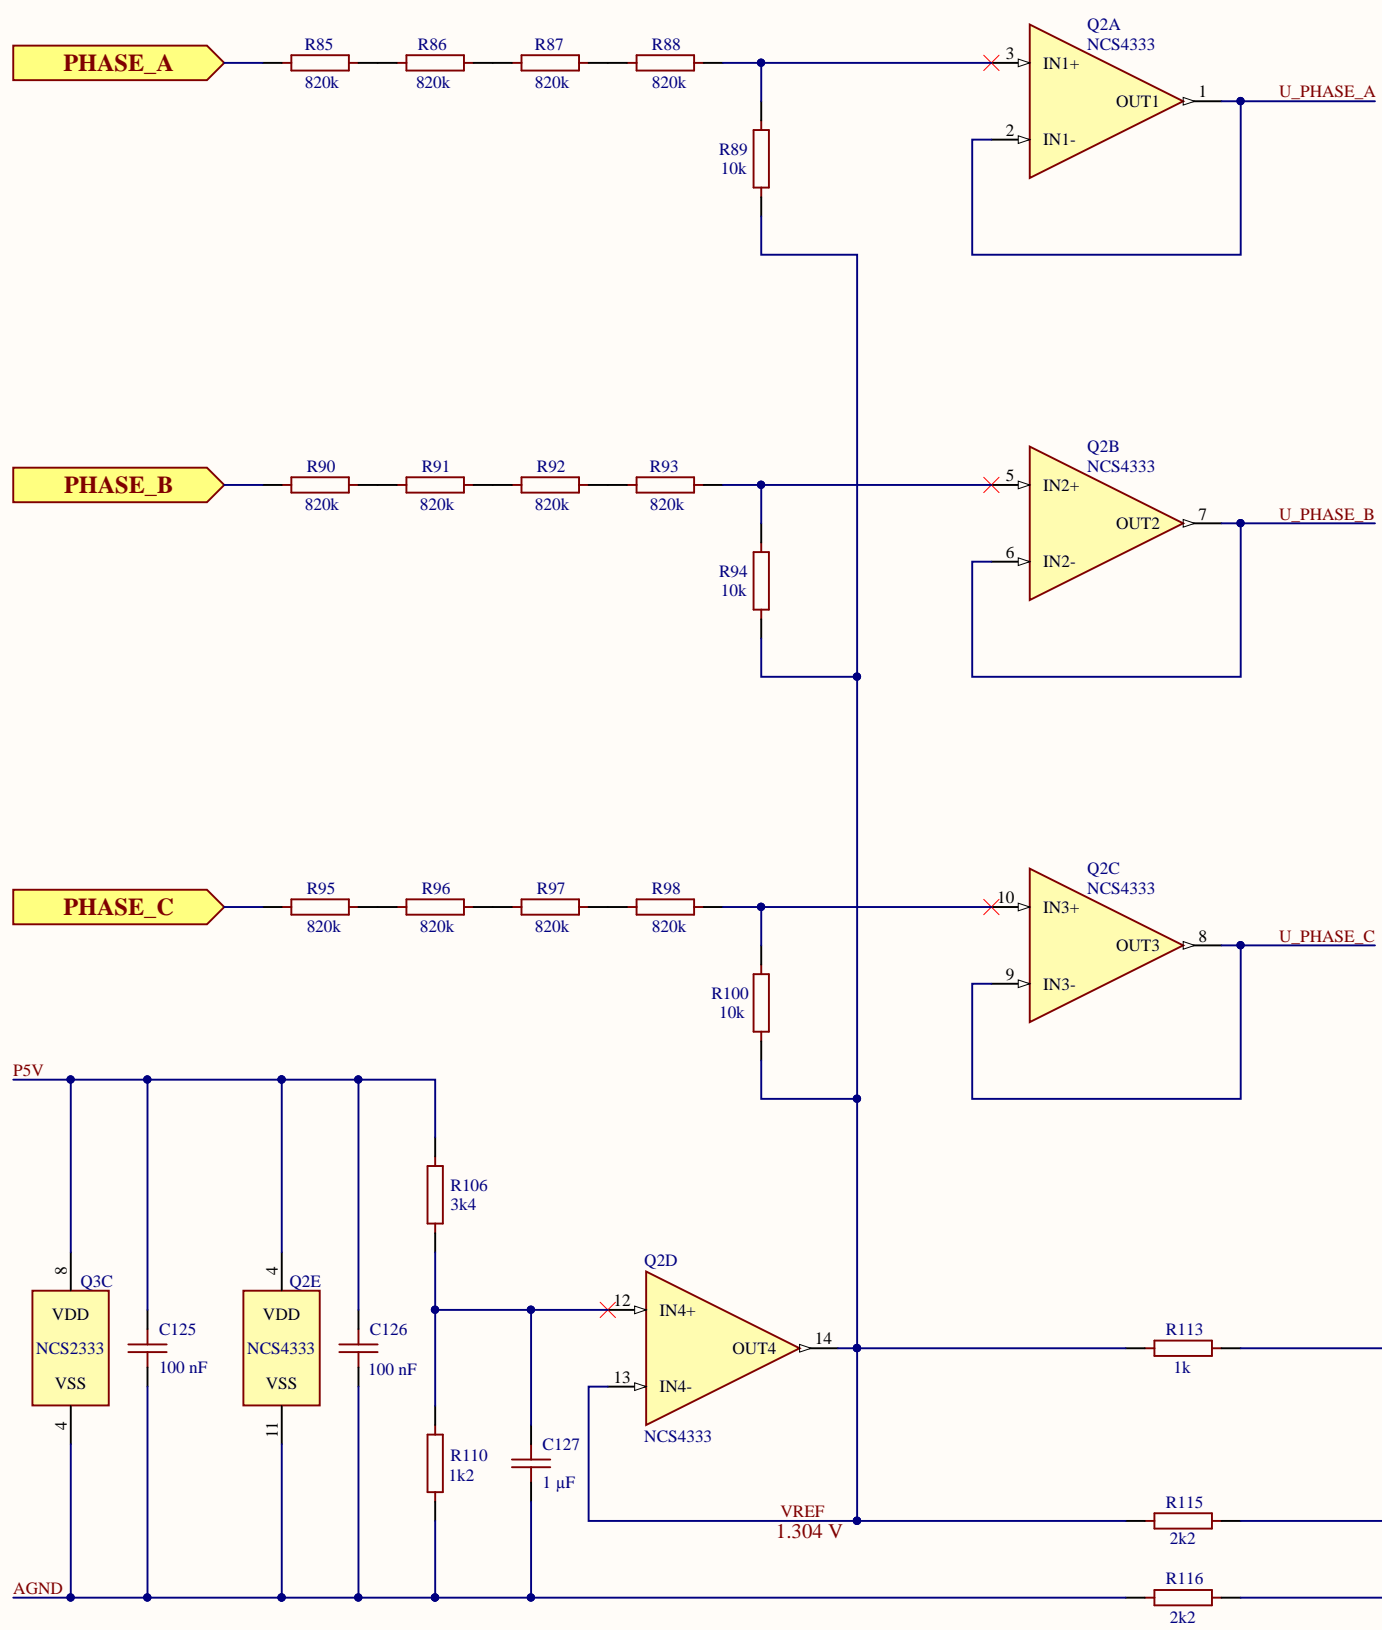 Q2A
NCS4333
PHASE_A
R85
R86
R87
R88
820k
820k
820k
820k
3
IN1+
OUT1
1
U_PHASE_A
2
IN1-
R89
10k
Q2B
NCS4333
PHASE_B
R90
R91
R92
R93
820k
820k
820k
820k
5
IN2+
OUT2
7
U_PHASE_B
6
IN2-
R94
10k
Q2C
NCS4333
PHASE_C
R95
R96
R97
R98
820k
820k
820k
820k
10
IN3+
OUT3
8
U_PHASE_C
9
IN3-
R100
10k
P5V
R106
3k4
8
Q3C
VDD
NCS2333
VSS
4
C125
100 nF
4
Q2E
VDD
NCS4333
VSS
11
C126
100 nF
Q2D
12
IN4+
OUT4
14
13
IN4-
NCS4333
R110
1k2
C127
1 µF
VREF
1.304 V
R113
1k
R115
2k2
AGND
R116
2k2